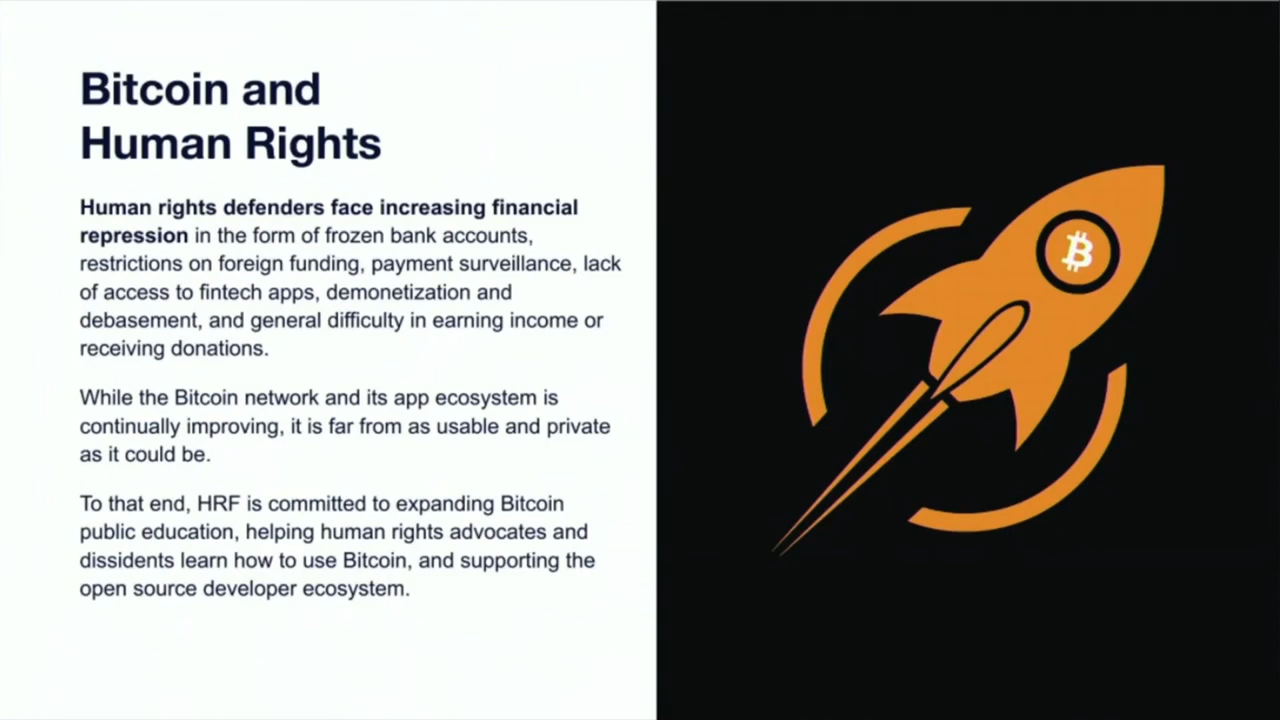 Bitcoin and
Human Rights
Human rights defenders face increasing financial
repression in the form of frozen bank accounts,
restrictions on foreign funding, payment surveillance, lack
of access to fintech apps, demonetization and
debasement, and general difficulty in earning income or
receiving donations.
While the Bitcoin network and its app ecosystem is
continually improving, it is far from as usable and private
as it could be.
To that end, HRF is committed to expanding Bitcoin
public education, helping human rights advocates and
dissidents learn how to use Bitcoin, and supporting the
open source developer ecosystem.